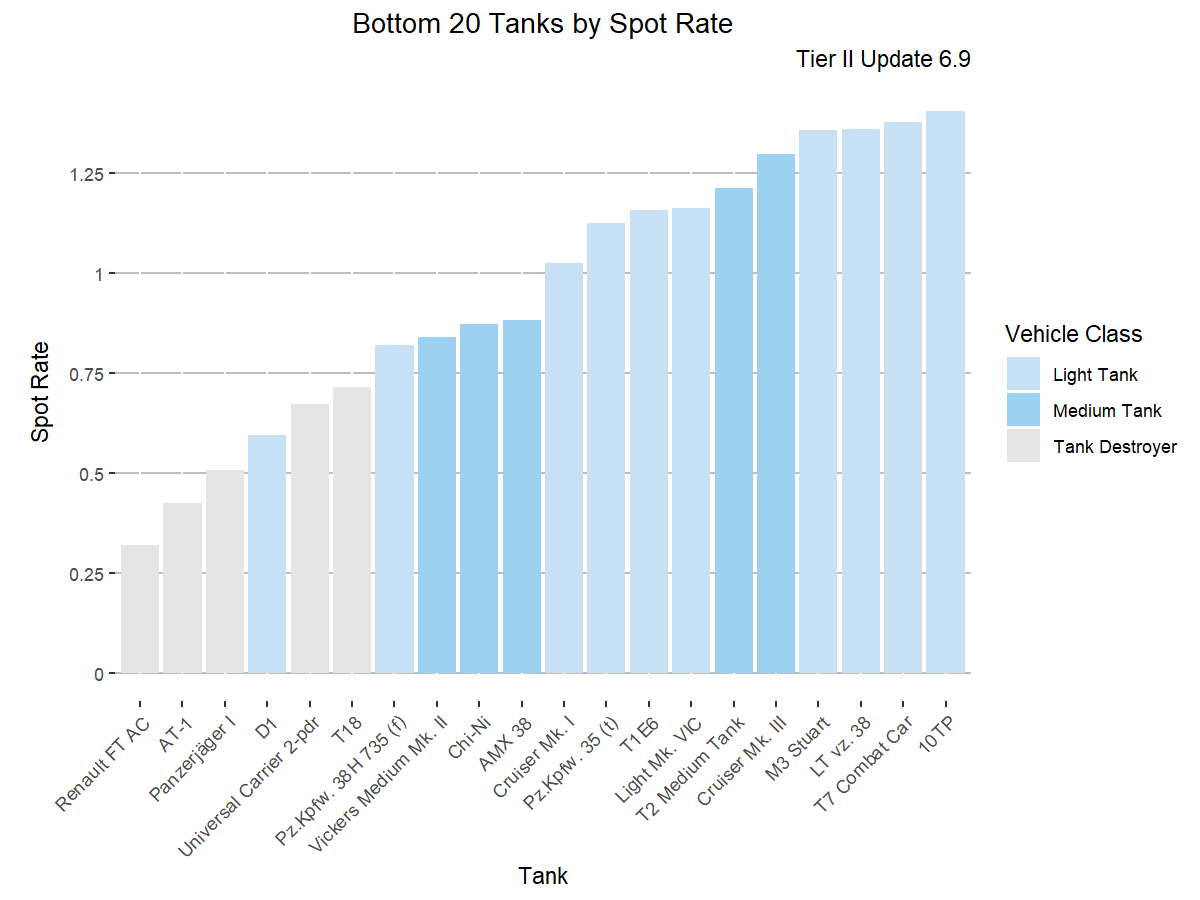 Bottom 20 Tanks by Spot Rate
Tier II Update 6.9
Spot Rate
1.25
1
0.75
0.5
0.25
0
Renault FT AC
AT-1
Panzerjäger I
D1
Universal Carrier 2-pdr
T18
Pz.Kpfw. 38H 735 (f)
Vickers Medium Mk. II
Chi-Ni
AMX 38
Cruiser Mk. I
Pz.Kpfw. 35 (t)
T1E6
Light Mk. VIC
T2 Medium Tank
Cruiser Mk. III
M3 Stuart
LT vz. 38
T7 Combat Car
10TP
Tank
Vehicle Class
Light Tank
Medium Tank
Tank Destroyer